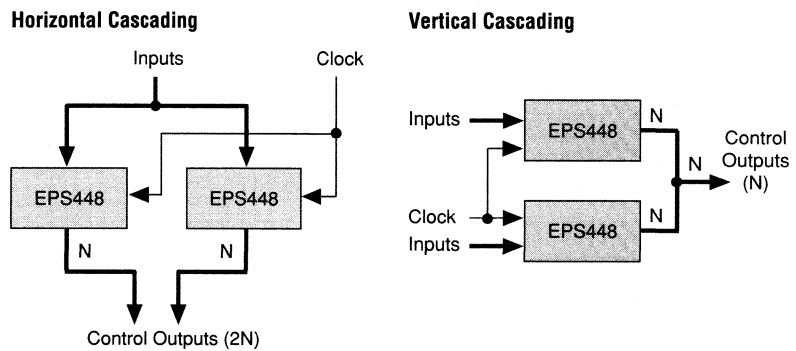 Horizontal Cascading
Inputs
Clock
EPS448
EPS448
N
N
Control Outputs (2N)
Vertical Cascading
Inputs
EPS448
N
Clock
Inputs
EPS448
N
N
Control
Outputs
(N)